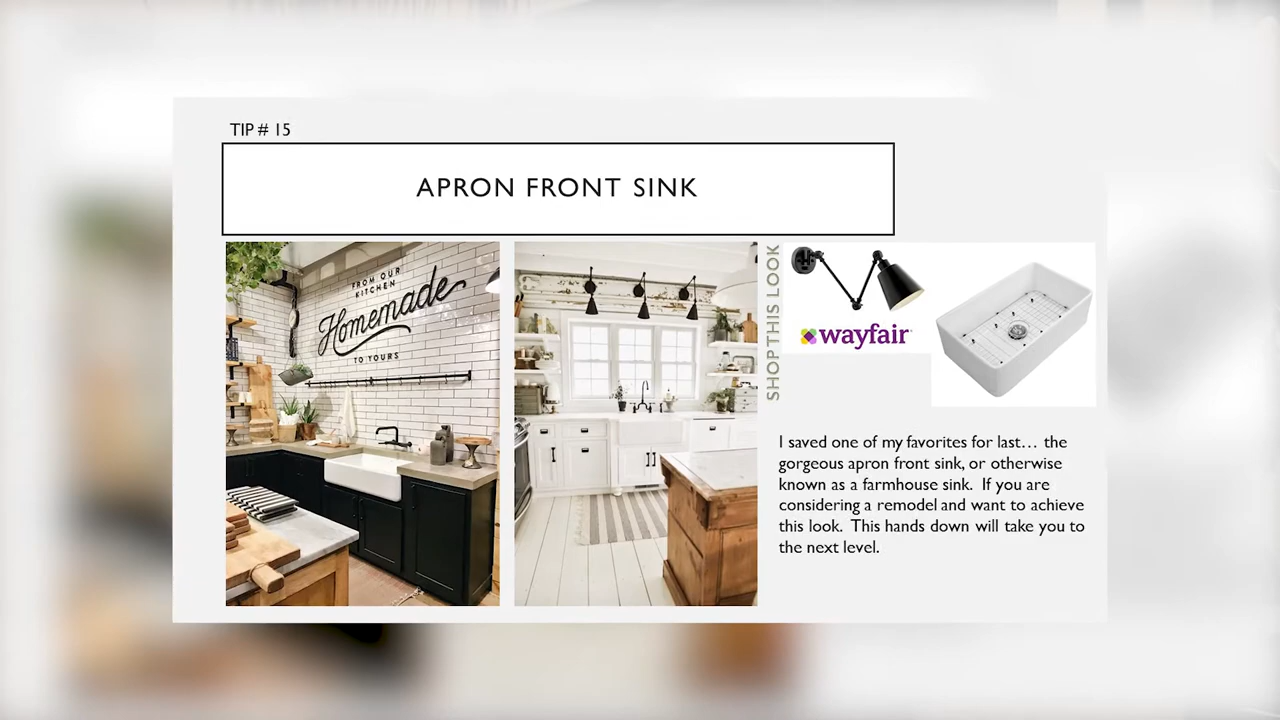 TIP # 15
APRON FRONT SINK
FROM OUR
KITCHEN
Homemade
TO YOURS
SHOP THIS LOOK
wayfair
I saved one of my favorites for last… the
gorgeous apron front sink, or otherwise
known as a farmhouse sink. If you are
considering a remodel and want to achieve
this look. This hands down will take you to
the next level.